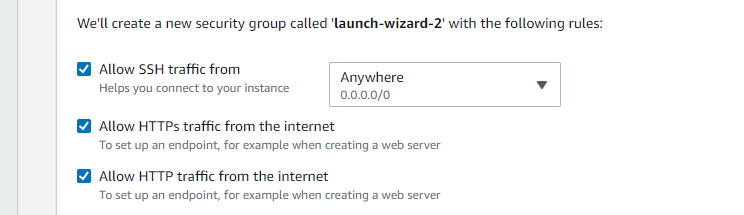 We'll create a new security group called 'launch-wizard-2' with the following rules:
Allow SSH traffic from
Helps you connect to your instance
Anywhere
0.0.0.0/0
Allow HTTPs traffic from the internet
To set up an endpoint, for example when creating a web server
Allow HTTP traffic from the internet
To set up an endpoint, for example when creating a web server